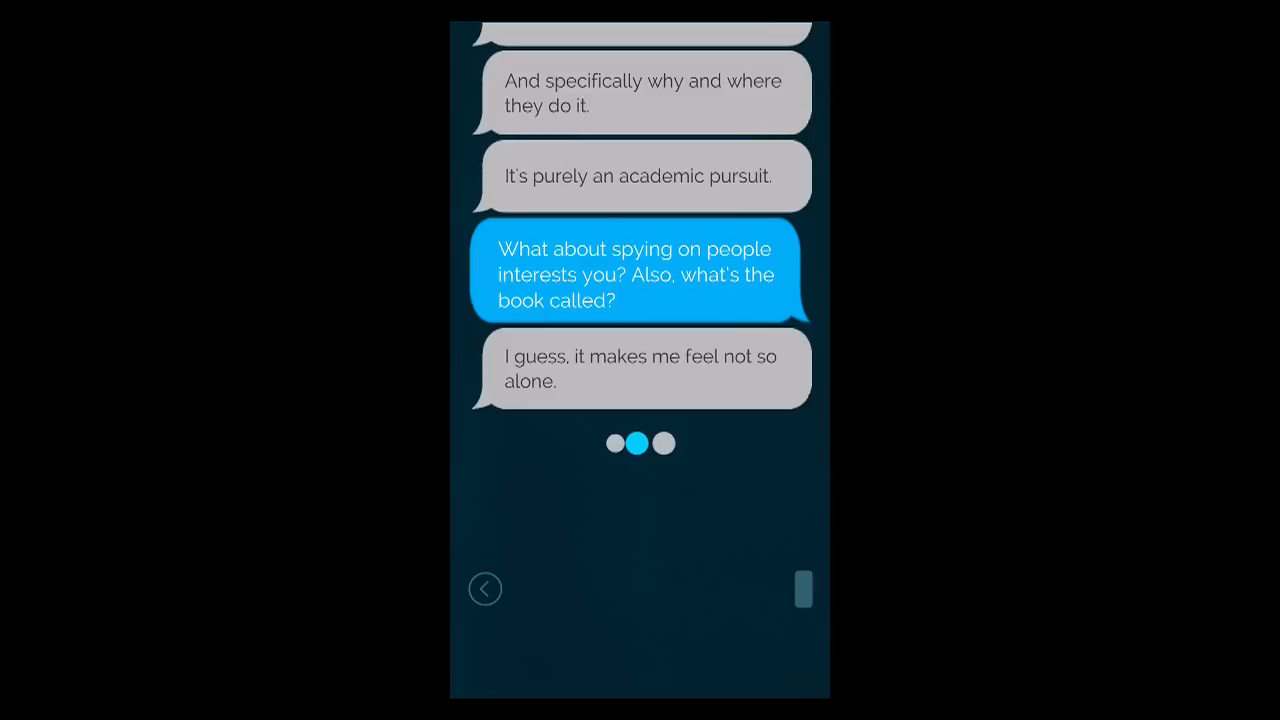 And specifically why and where
they do it.
It's purely an academic pursuit.
What about spying on people
interests you? Also, what's the
book called?
I guess, it makes me feel not so
alone.